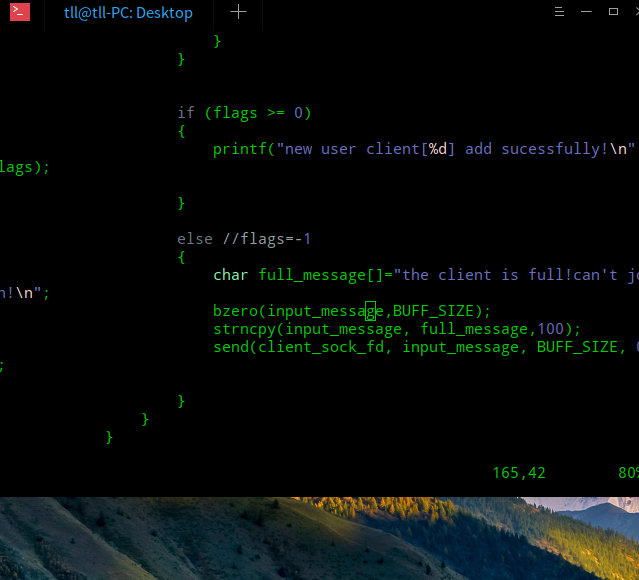 tll@tll-PC: Desktop
}
}
if (flags >= 0)
{
printf("new user client[%d] add sucessfully!\n"
lags);
}
else //flags=-1
{
char full_message[]="the client is full!can't jo
!\n";
bzero(input_message,BUFF_SIZE);
strncpy(input_message, full_message,100);
send(client_sock_fd, input_message, BUFF_SIZE,
;
}
}
}
165,42 80%